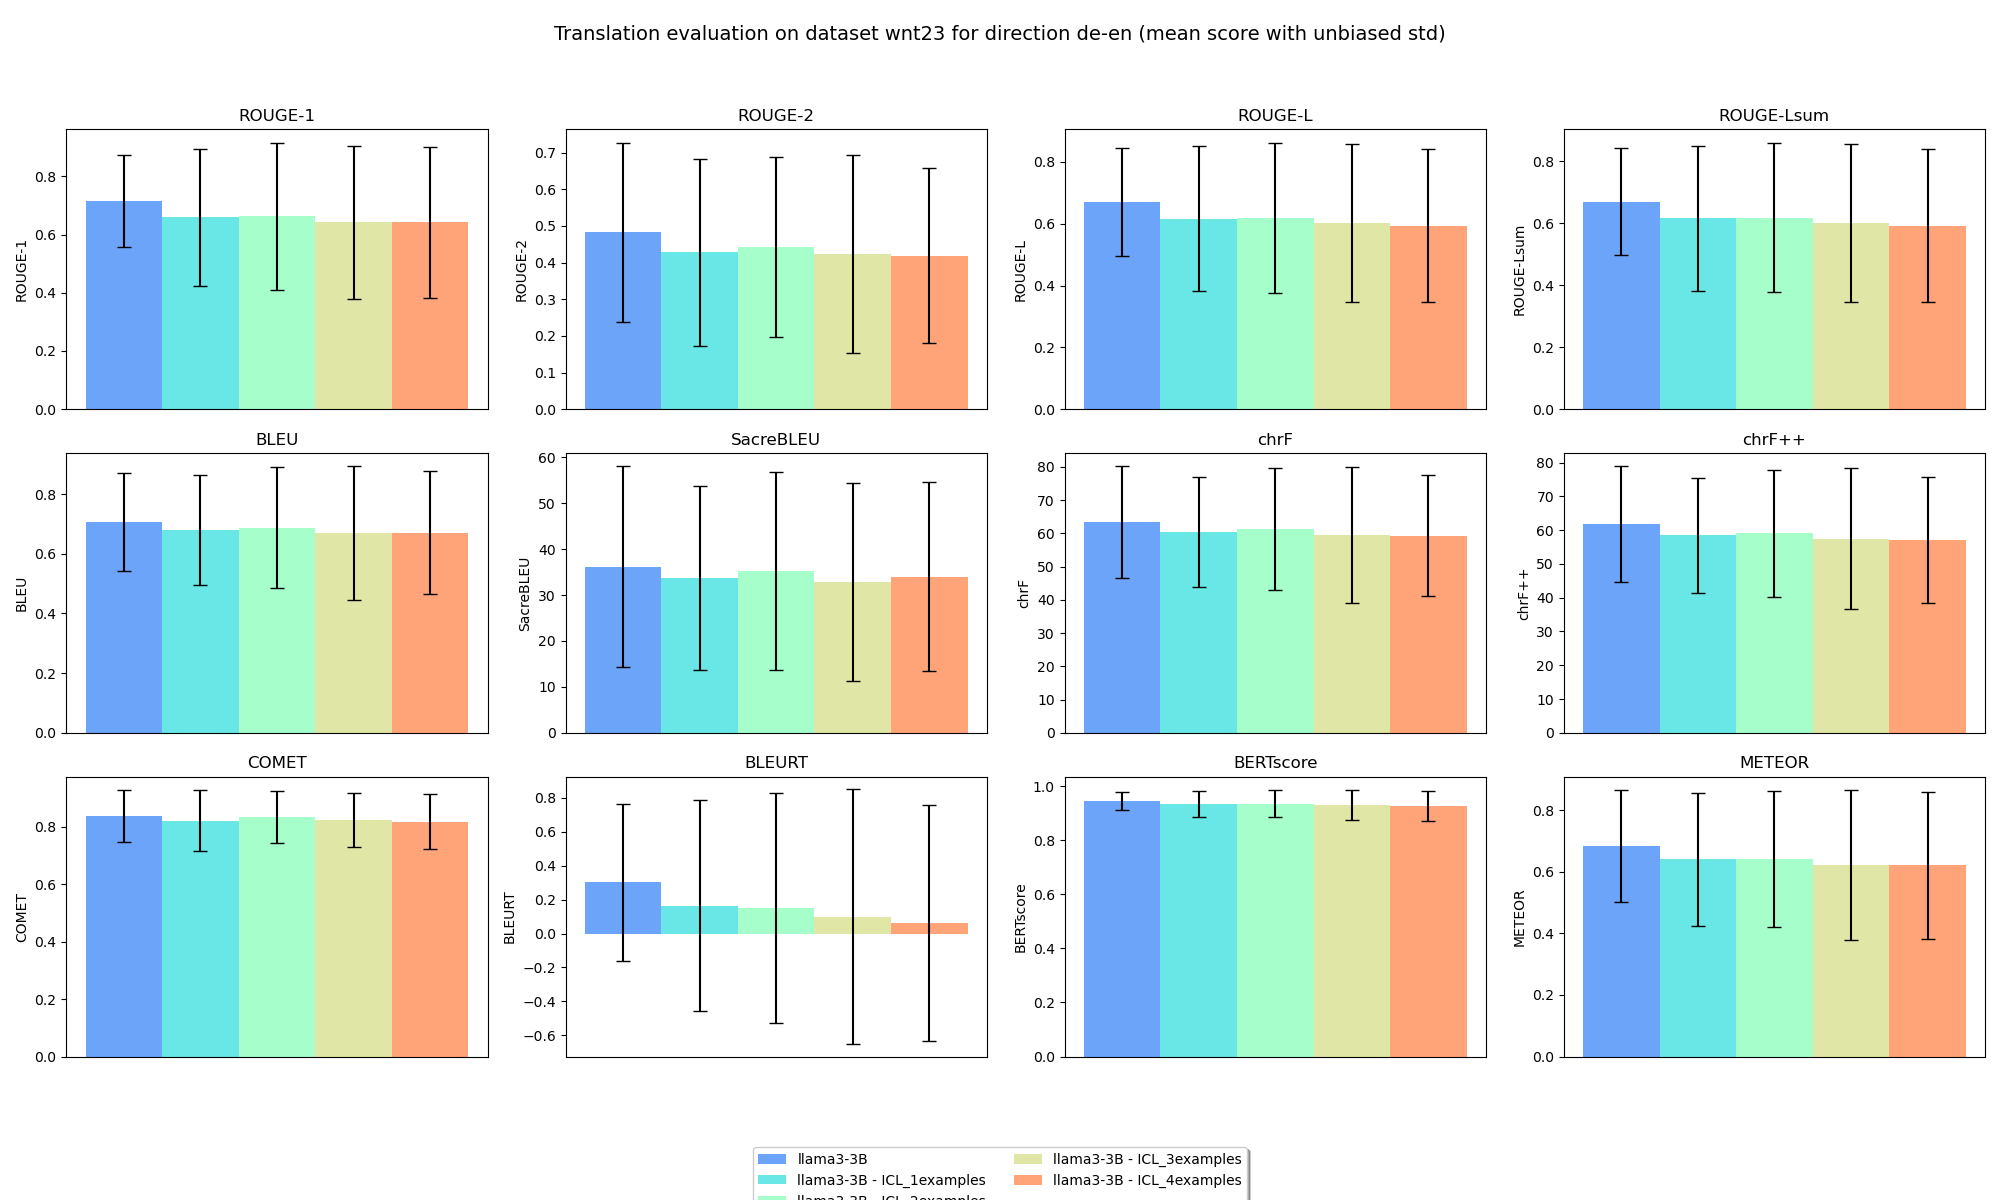 Translation evaluation on dataset wnt23 for direction de-en (mean score with unbiased std)
ROUGE-1
ROUGE-1
0.8
0.6
0.4
0.2
0.0
ROUGE-2
ROUGE-2
0.7
0.6
0.5
0.4
0.3
0.2
0.1
0.0
ROUGE-L
ROUGE-L
0.8
0.6
0.4
0.2
0.0
ROUGE-Lsum
ROUGE-Lsum
0.8
0.6
0.4
0.2
0.0
BLEU
BLEU
0.8
0.6
0.4
0.2
0.0
SacreBLEU
SacreBLEU
60
50
40
30
20
10
0
chrF
chrF
80
70
60
50
40
30
20
10
0
chrF++
chrF++
80
70
60
50
40
30
20
10
0
COMET
COMET
0.8
0.6
0.4
0.2
0.0
BLEURT
BLEURT
0.8
0.6
0.4
0.2
0.0
−0.2
−0.4
−0.6
BERTscore
BERTscore
1.0
0.8
0.6
0.4
0.2
0.0
METEOR
METEOR
0.8
0.6
0.4
0.2
0.0
llama3-3B
llama3-3B - ICL_1examples
llama3-3B - ICL_2examples
llama3-3B - ICL_3examples
llama3-3B - ICL_4examples